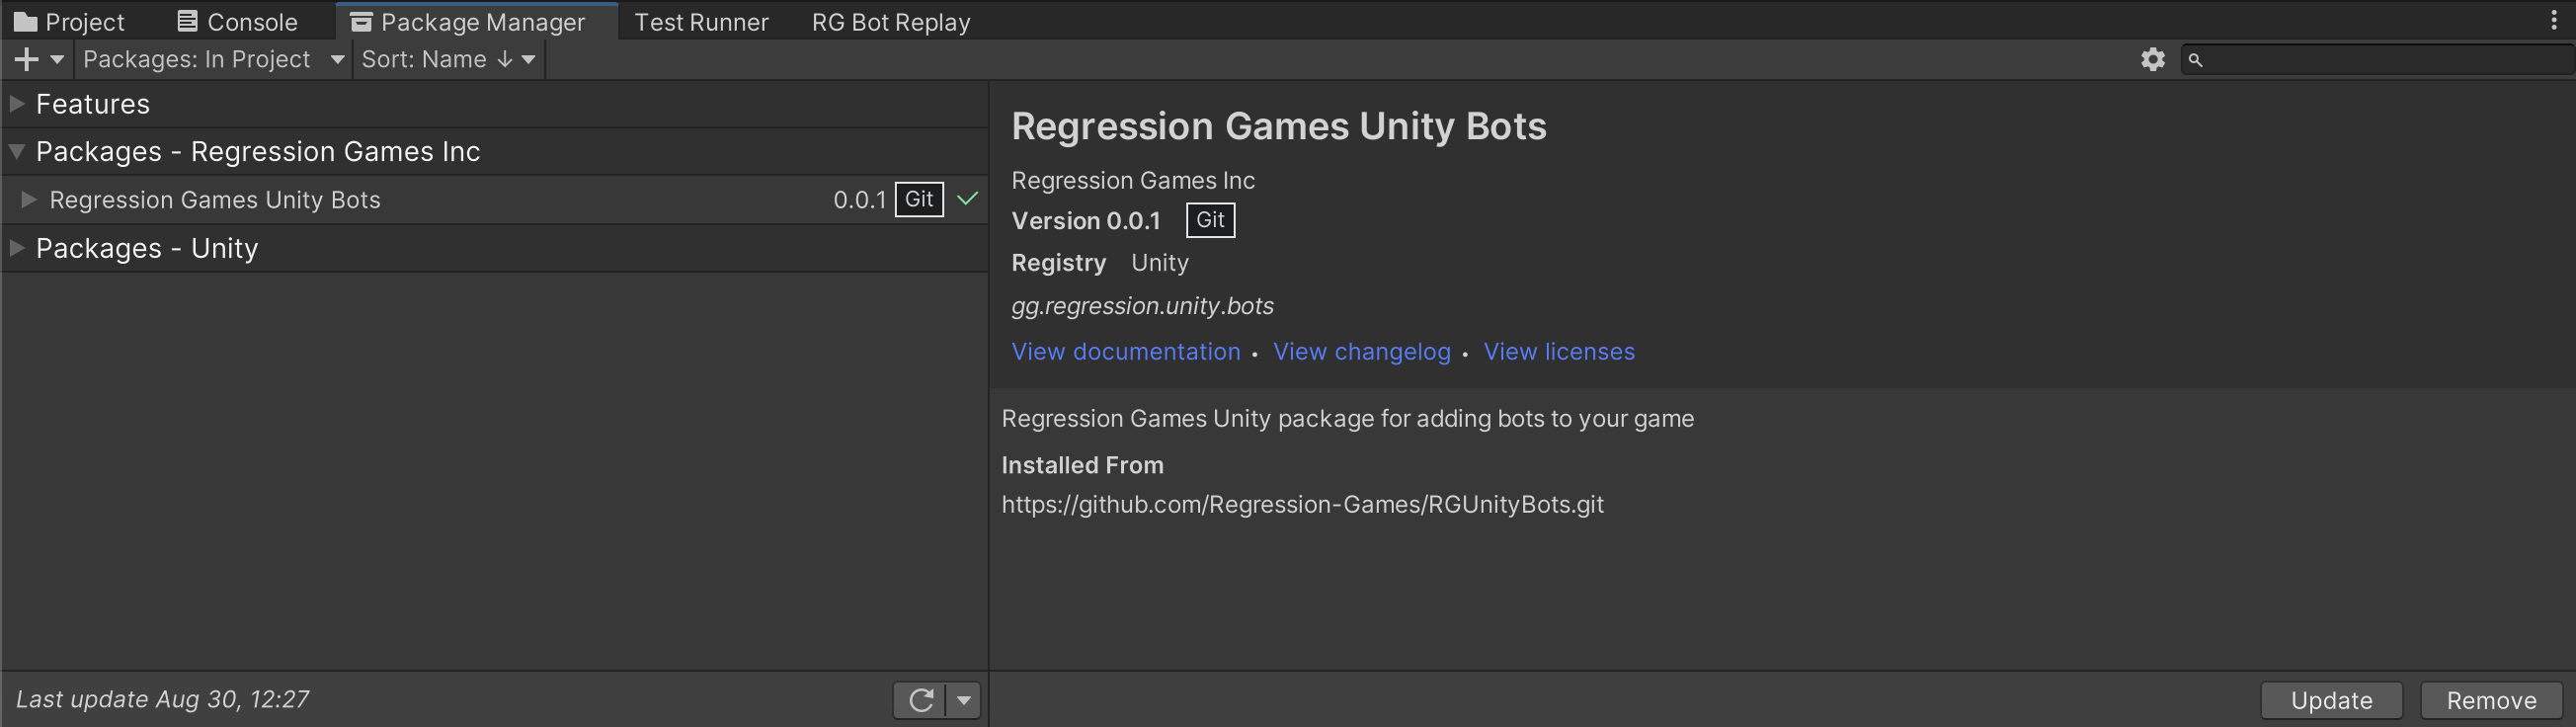 Project Console Package Manager Test Runner RG Bot Replay
Packages: In Project Sort: Name ↓
Features
Packages - Regression Games Inc
Regression Games Unity Bots 0.0.1 Git
Packages - Unity
Last update Aug 30, 12:27
Regression Games Unity Bots
Regression Games Inc
Version 0.0.1 Git
Registry Unity
gg.regression.unity.bots
View documentation • View changelog • View licenses
Regression Games Unity package for adding bots to your game
Installed From
https://github.com/Regression-Games/RGUnityBots.git
Update Remove